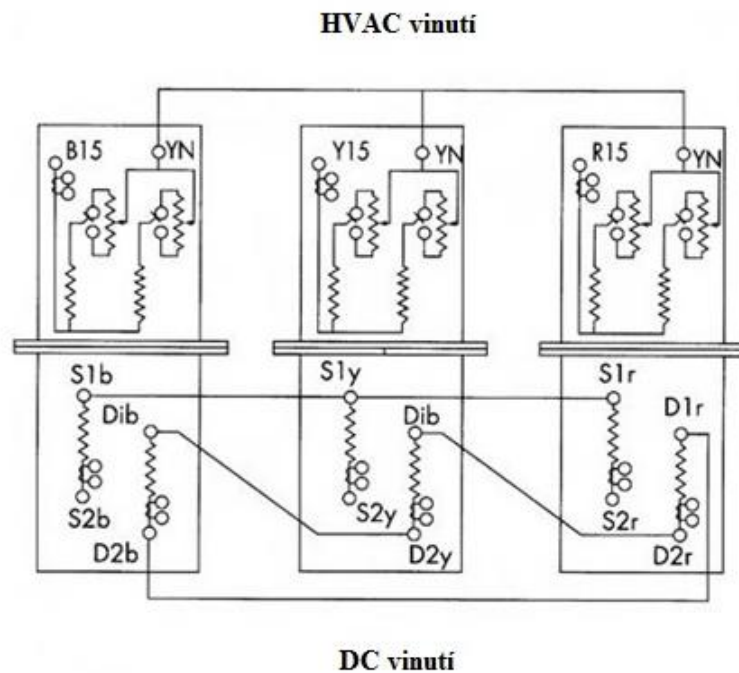 HVAC vinutí
B15 YN Y15 YN R15 YN
S1b S1y S1r
Dib Dib D1r
S2b S2y S2r
D2b D2y D2r
DC vinutí